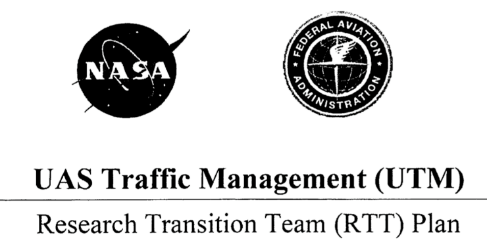 NASA
FEDERAL AVIATION
ADMINISTRATION
UAS Traffic Management (UTM)
Research Transition Team (RTT) Plan